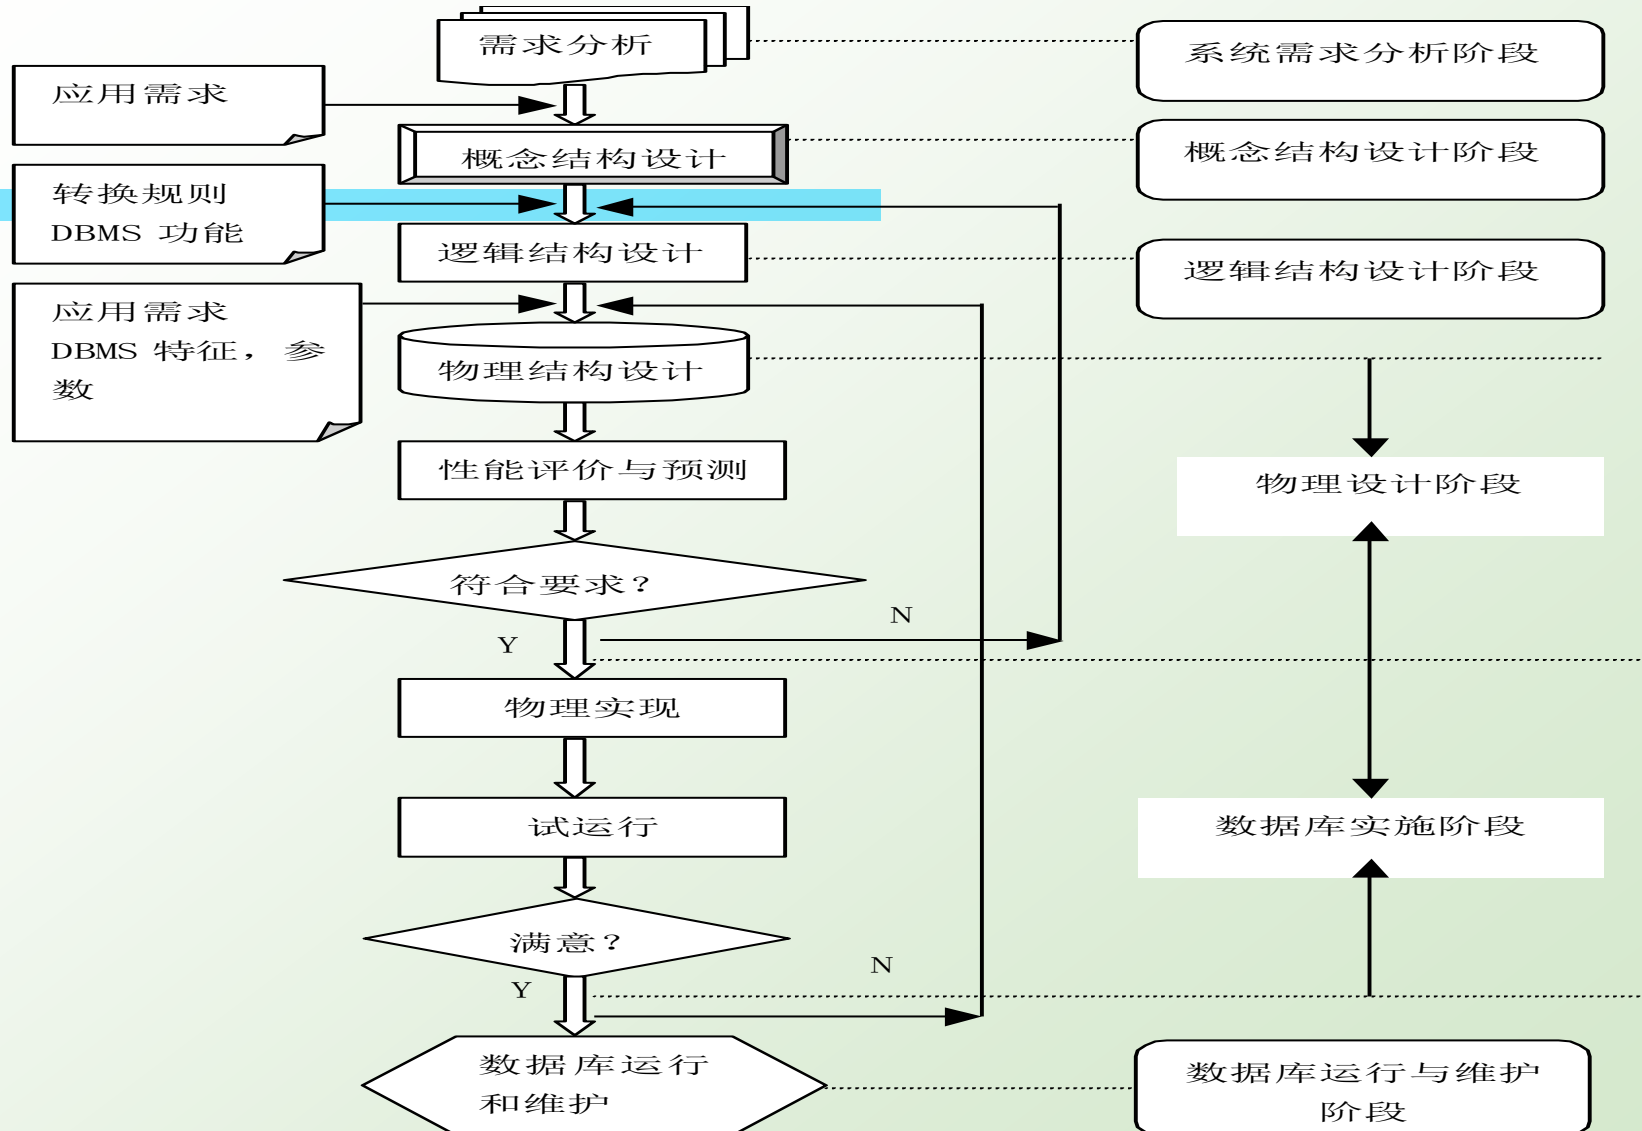 需求分析
系统需求分析阶段
应用需求
概念结构设计
概念结构设计阶段
转换规则
DBMS 功能
逻辑结构设计
逻辑结构设计阶段
应用需求
DBMS 特征，参
数
物理结构设计
性能评价与预测
物理设计阶段
符合要求？
N
Y
物理实现
试运行
数据库实施阶段
满意？
N
Y
数据库运行
和维护
数据库运行与维护
阶段